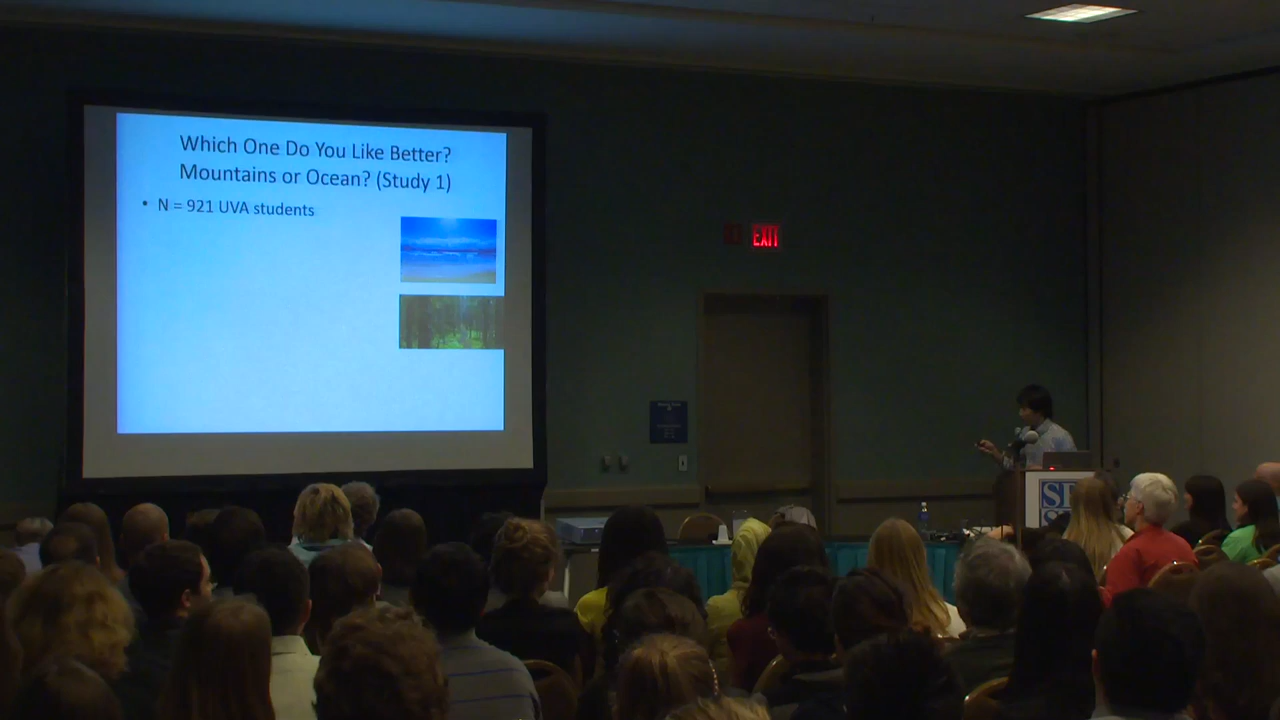 Which One Do You Like Better?
Mountains or Ocean? (Study 1)
• N = 921 UVA students
EXIT